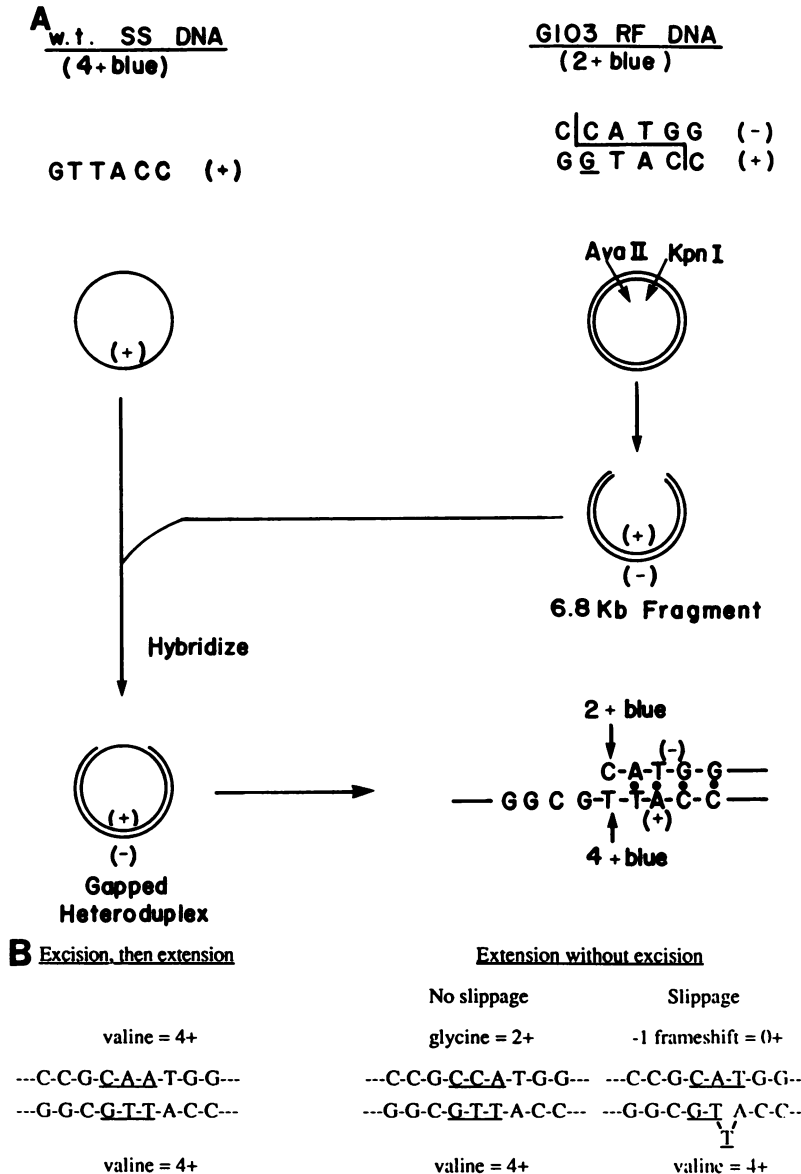 A
w.t. SS DNA
(4+blue)
G103 RF DNA
(2+blue)
C C A T G G (-)
G G T A C C (+)
GTTACC (+)
Ava II Kpn I
(+)
(+)
(-)
6.8 Kb Fragment
Hybridize
2 + blue
(-)
C-A-T-G-G
G G C G-T-T-A-C-C
(+)
4 + blue
(+)
(-)
Gapped
Heteroduplex
B Excision, then extension
Extension without excision
No slippage
Slippage
valine = 4+
glycine = 2+
-1 frameshift = 0+
---C-C-G-C-A-A-T-G-G---
---C-C-G-C-C-A-T-G-G---
---C-C-G-C-A-T-G-G---
---G-G-C-G-T-T-A-C-C---
---G-G-C-G-T-T-A-C-C---
---G-G-C-G-T A-C-C---
T
valine = 4+
valine = 4+
valine = 4+